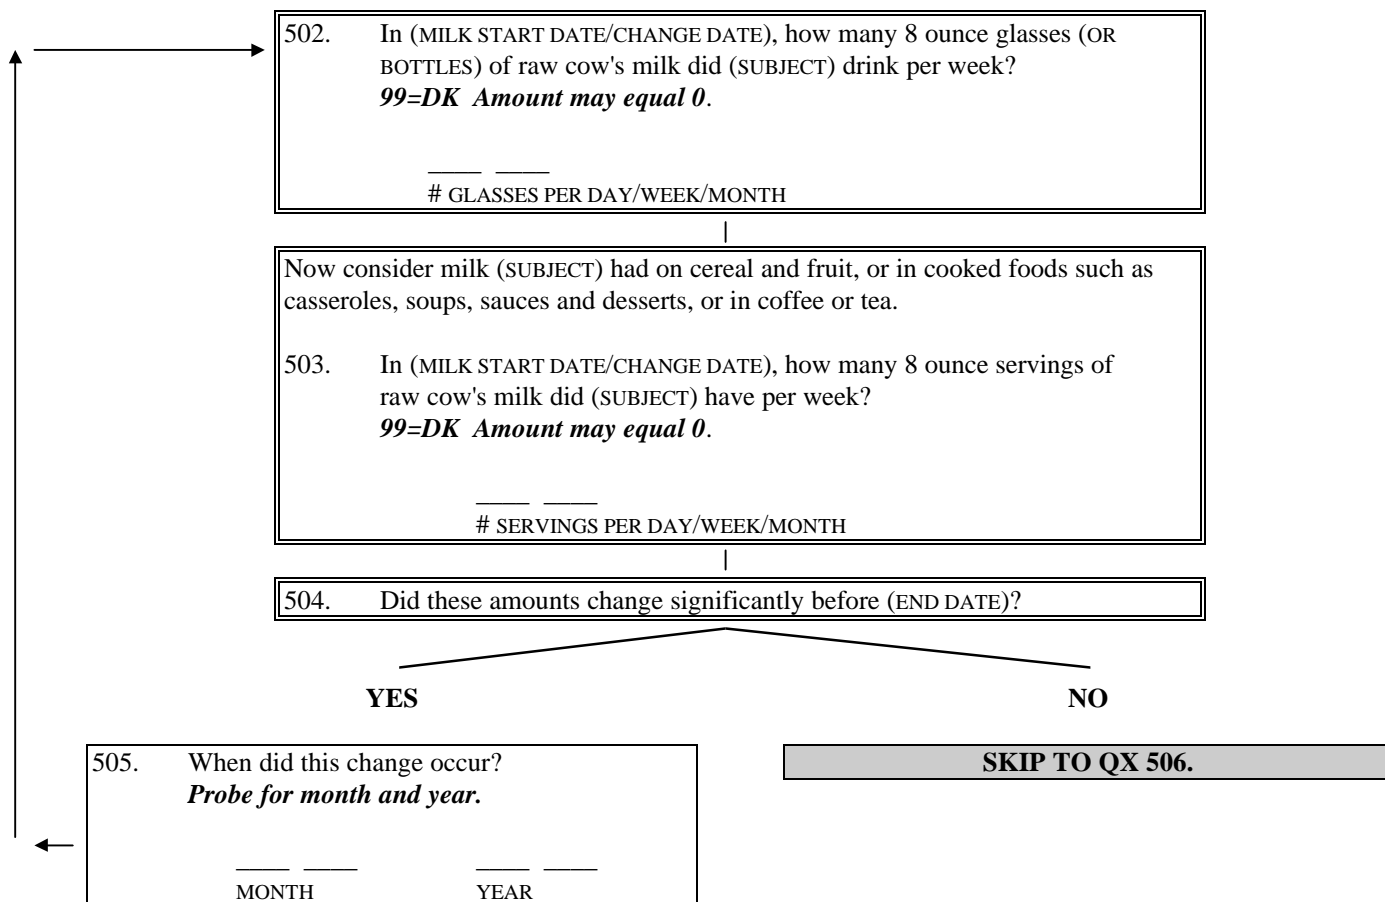 502. In (MILK START DATE/CHANGE DATE), how many 8 ounce glasses (OR
BOTTLES) of raw cow's milk did (SUBJECT) drink per week?
99=DK Amount may equal 0.
____ ____
# GLASSES PER DAY/WEEK/MONTH
Now consider milk (SUBJECT) had on cereal and fruit, or in cooked foods such as
casseroles, soups, sauces and desserts, or in coffee or tea.
503. In (MILK START DATE/CHANGE DATE), how many 8 ounce servings of
raw cow's milk did (SUBJECT) have per week?
99=DK Amount may equal 0.
____ ____
# SERVINGS PER DAY/WEEK/MONTH
504. Did these amounts change significantly before (END DATE)?
YES NO
505. When did this change occur?
Probe for month and year.
____ ____ ____ ____
MONTH YEAR
SKIP TO QX 506.